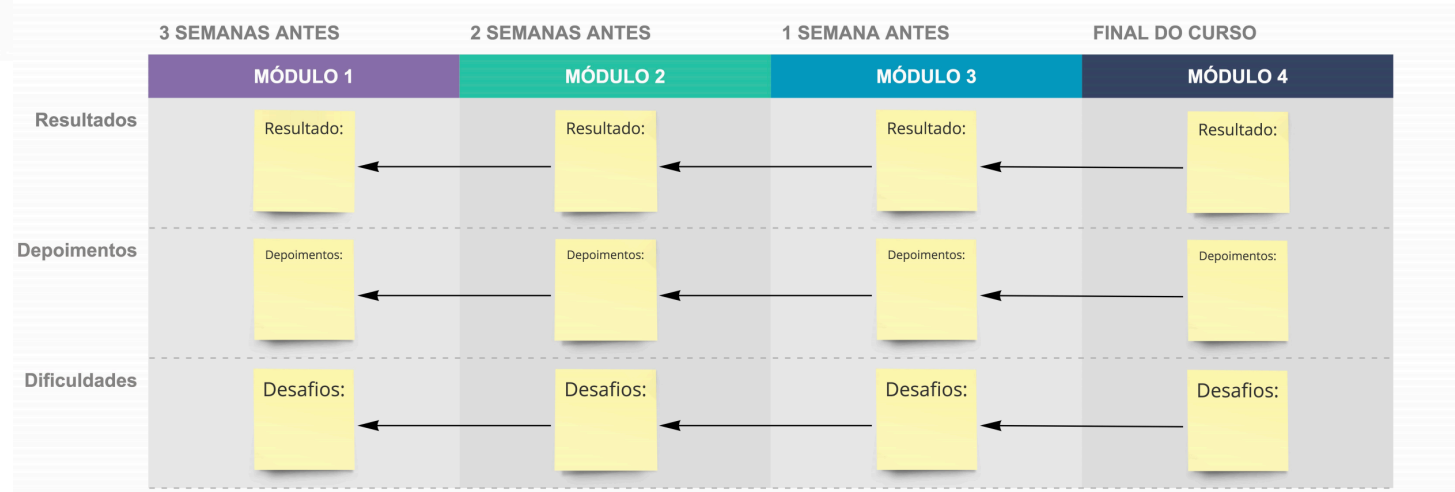 3 SEMANAS ANTES 2 SEMANAS ANTES 1 SEMANA ANTES FINAL DO CURSO
MÓDULO 1 MÓDULO 2 MÓDULO 3 MÓDULO 4
Resultados
Resultado: Resultado: Resultado: Resultado:
Depoimentos
Depoimentos: Depoimentos: Depoimentos: Depoimentos:
Dificuldades
Desafios: Desafios: Desafios: Desafios: